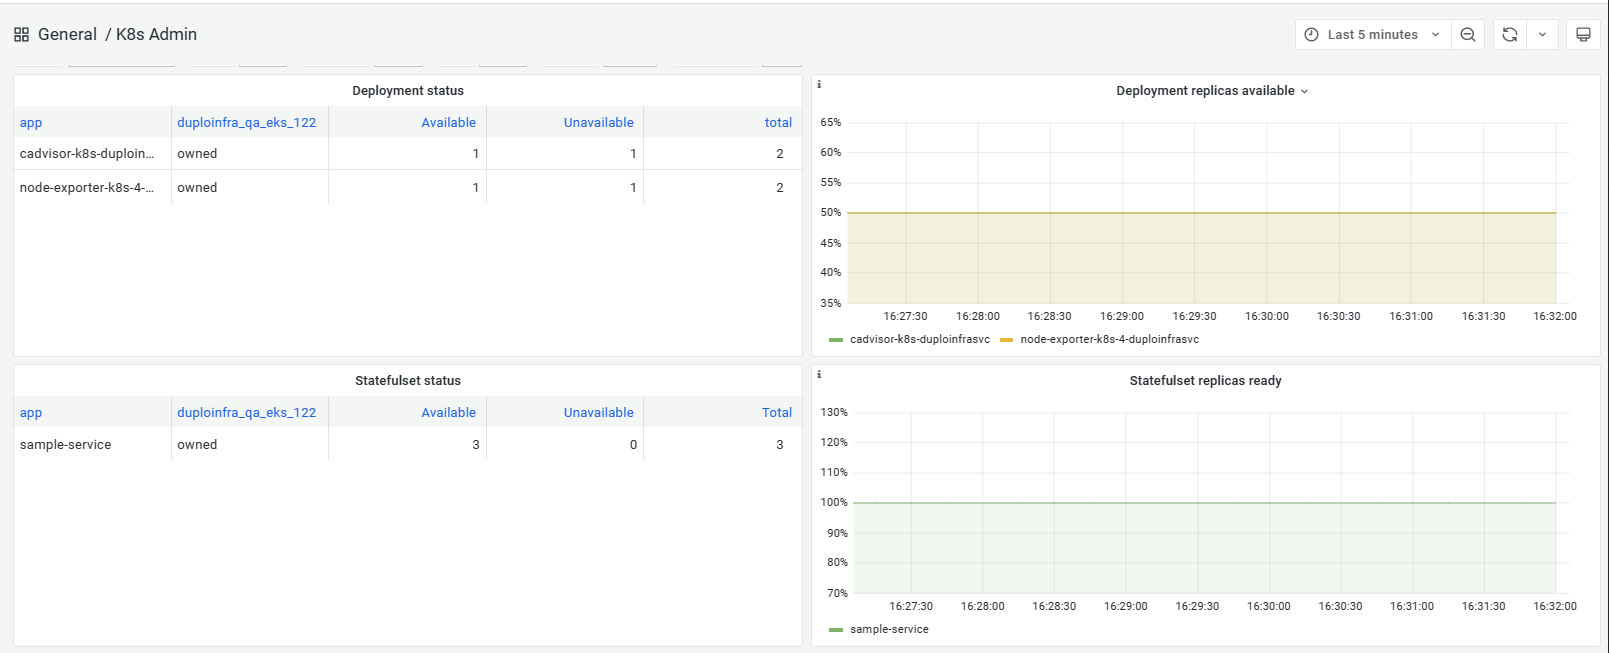 General / K8s Admin
Last 5 minutes
Deployment status
app duploinfra_qa_eks_122 Available Unavailable total
cadvisor-k8s-duploin... owned 1 1 2
node-exporter-k8s-4-... owned 1 1 2
i
Deployment replicas available
65%
60%
55%
50%
45%
40%
35%
16:27:30 16:28:00 16:28:30 16:29:00 16:29:30 16:30:00 16:30:30 16:31:00 16:31:30 16:32:00
cadvisor-k8s-duploinfrasvc node-exporter-k8s-4-duploinfrasvc
Statefulset status
app duploinfra_qa_eks_122 Available Unavailable Total
sample-service owned 3 0 3
i
Statefulset replicas ready
130%
120%
110%
100%
90%
80%
70%
16:27:30 16:28:00 16:28:30 16:29:00 16:29:30 16:30:00 16:30:30 16:31:00 16:31:30 16:32:00
sample-service